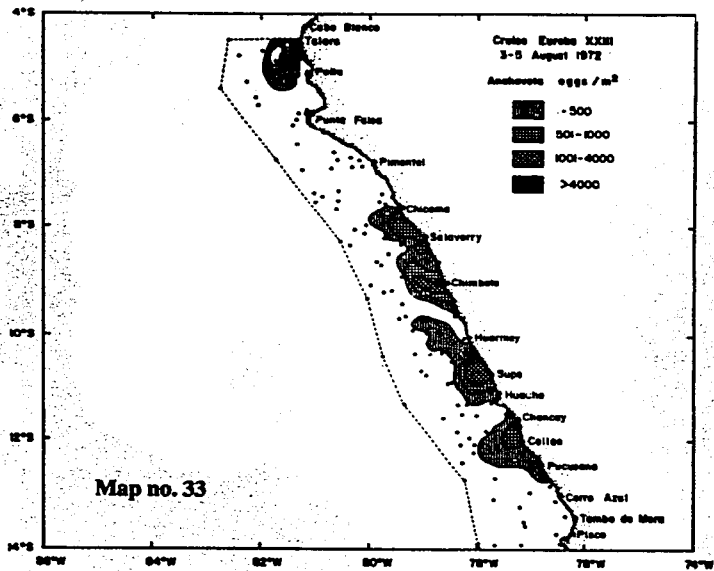 4°S
Cabo Blanco
Talara
Paita
6°S
Punta Falsa
Pimentel
8°S
Chicama
Salaverry
Chimbote
10°S
Huarmey
Supe
Huacho
Chancay
12°S
Callao
Pucusana
Cerro Azul
Tambo de Mora
14°S
Pisco
Cruise Eureka XXIII
3-5 August 1972
Anchoveta eggs/m²
-500
501-1000
1001-4000
>4000
Map no. 33
86°W
84°W
82°W
80°W
78°W
76°W
74°W